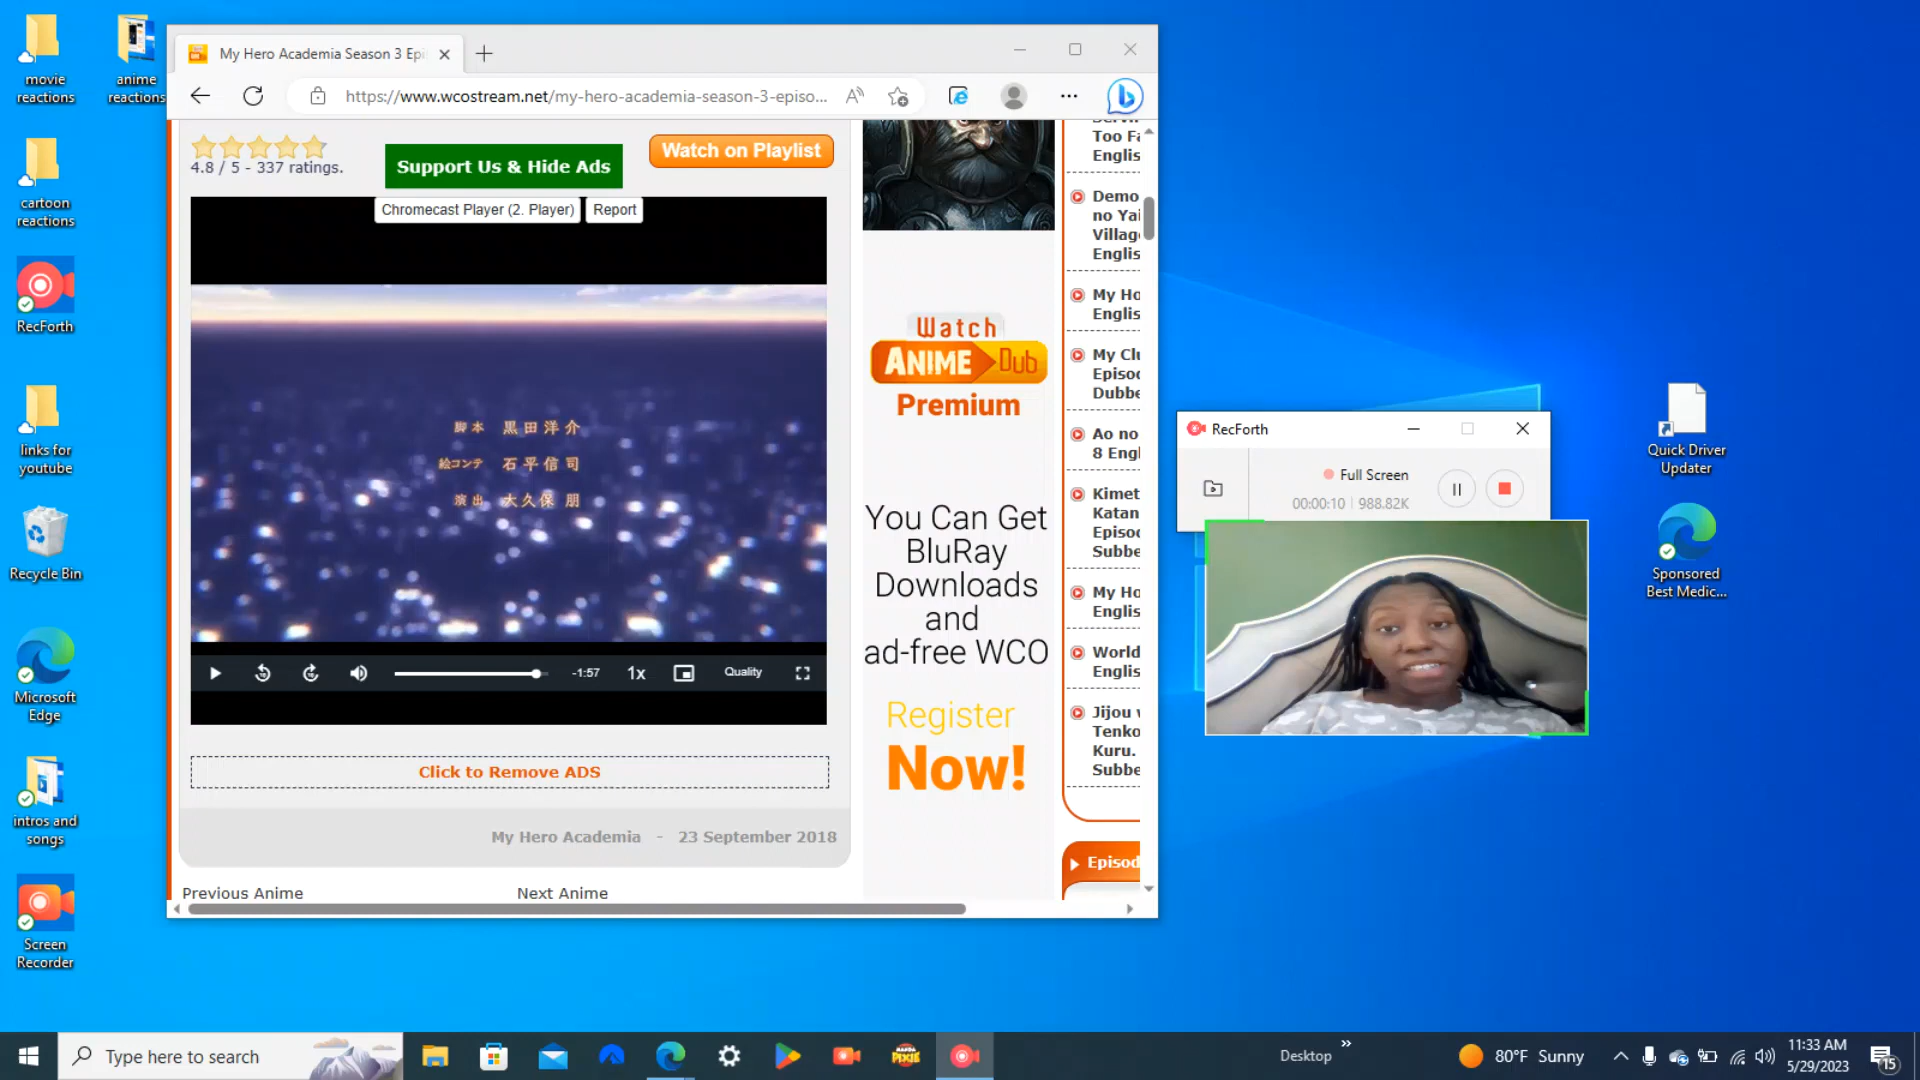 movie
reactions
anime
reactions
cartoon
reactions
RecForth
links for
youtube
Recycle Bin
Microsoft
Edge
intros and
songs
Screen
Recorder
My Hero Academia Season 3 Epi
https://www.wcostream.net/my-hero-academia-season-3-episo...
4.8 / 5 - 337 ratings.
Support Us & Hide Ads
Watch on Playlist
Chromecast Player (2. Player)
Report
脚本 黒田洋介
絵コンテ 石平信司
演出 大久保 朋
-1:57
1x
Quality
Click to Remove ADS
My Hero Academia - 23 September 2018
Previous Anime
Next Anime
Watch
ANIME Dub
Premium
You Can Get
BluRay
Downloads
and
ad-free WCO
Register
Now!
Too Fa
Englis
Demo
no Yai
Villag
Englis
My Ho
Englis
My Clu
Episod
Dubbe
Ao no
8 Engl
Kimet
Katan
Episod
Subbe
My Ho
Englis
World
Englis
Jijou v
Tenko
Kuru.
Subbe
Episod
RecForth
Full Screen
00:00:10 | 988.82K
Quick Driver
Updater
Sponsored
Best Medic...
Type here to search
MANGA
PIXIE
Desktop
80°F Sunny
11:33 AM
5/29/2023
15